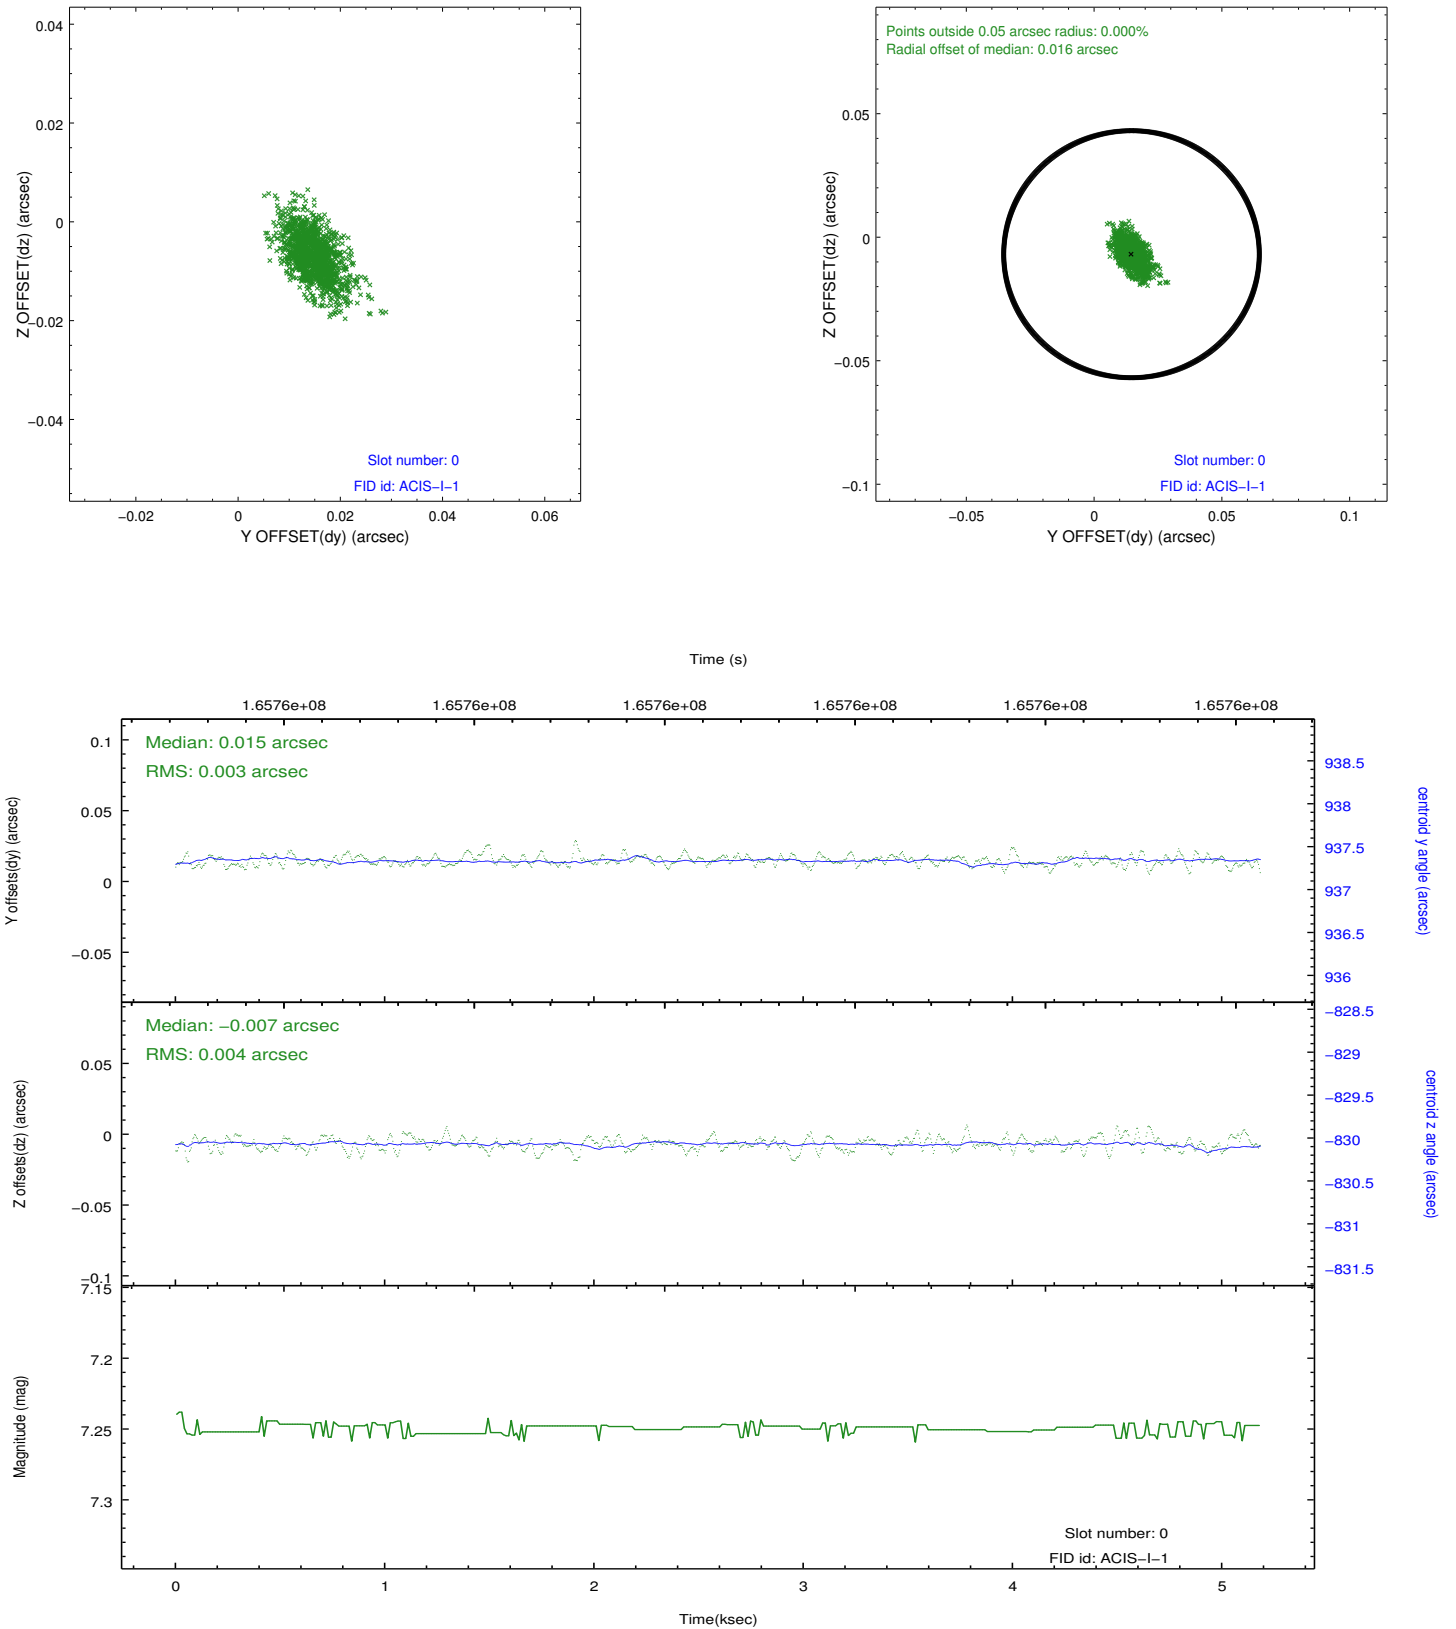 0.04
0.02
0
−0.02
−0.04
Z OFFSET(dz) (arcsec)
Slot number: 0
FID id: ACIS−I−1
−0.02
0
0.02
0.04
0.06
Y OFFSET(dy) (arcsec)
Points outside 0.05 arcsec radius: 0.000%
Radial offset of median: 0.016 arcsec
0.05
0
−0.05
−0.1
Z OFFSET(dz) (arcsec)
Slot number: 0
FID id: ACIS−I−1
−0.05
0
0.05
0.1
Y OFFSET(dy) (arcsec)
Time (s)
1.6576e+08
1.6576e+08
1.6576e+08
1.6576e+08
1.6576e+08
1.6576e+08
Median: 0.015 arcsec
RMS: 0.003 arcsec
0.1
0.05
0
−0.05
Y offsets(dy) (arcsec)
938.5
938
937.5
937
936.5
936
centroid y angle (arcsec)
Median: −0.007 arcsec
RMS: 0.004 arcsec
0.05
0
−0.05
−0.1
Z offsets(dz) (arcsec)
−828.5
−829
−829.5
−830
−830.5
−831
−831.5
centroid z angle (arcsec)
7.15
7.2
7.25
7.3
Magnitude (mag)
Slot number: 0
FID id: ACIS−I−1
0
1
2
3
4
5
Time(ksec)